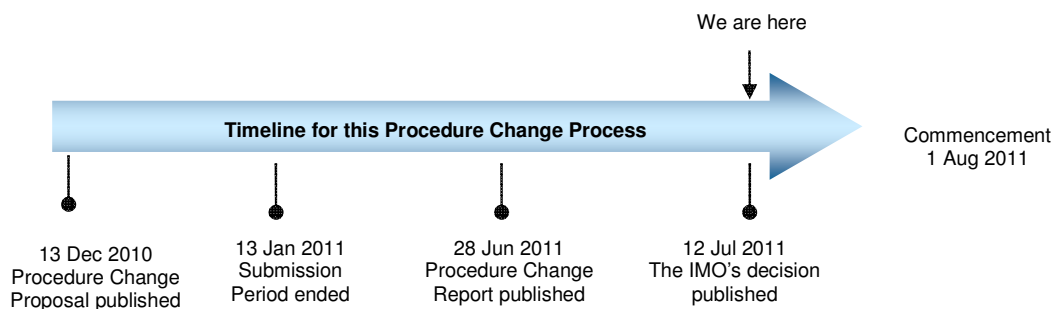 We are here
Timeline for this Procedure Change Process
Commencement
1 Aug 2011
13 Dec 2010
Procedure Change
Proposal published
13 Jan 2011
Submission
Period ended
28 Jun 2011
Procedure Change
Report published
12 Jul 2011
The IMO's decision
published